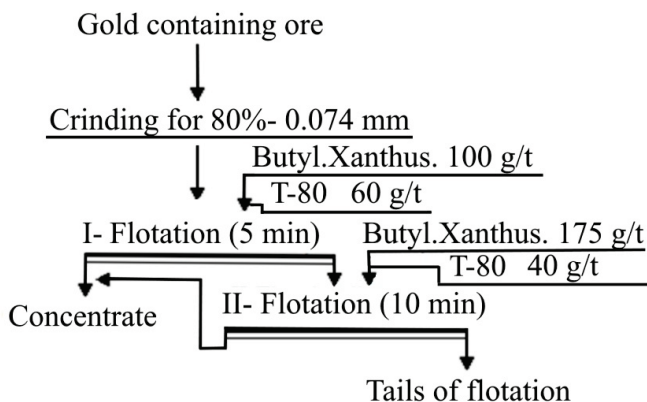 Gold containing ore
Crinding for 80%- 0.074 mm
Butyl.Xanthus. 100 g/t
T-80 60 g/t
I- Flotation (5 min)
Butyl.Xanthus. 175 g/t
T-80 40 g/t
Concentrate
II- Flotation (10 min)
Tails of flotation